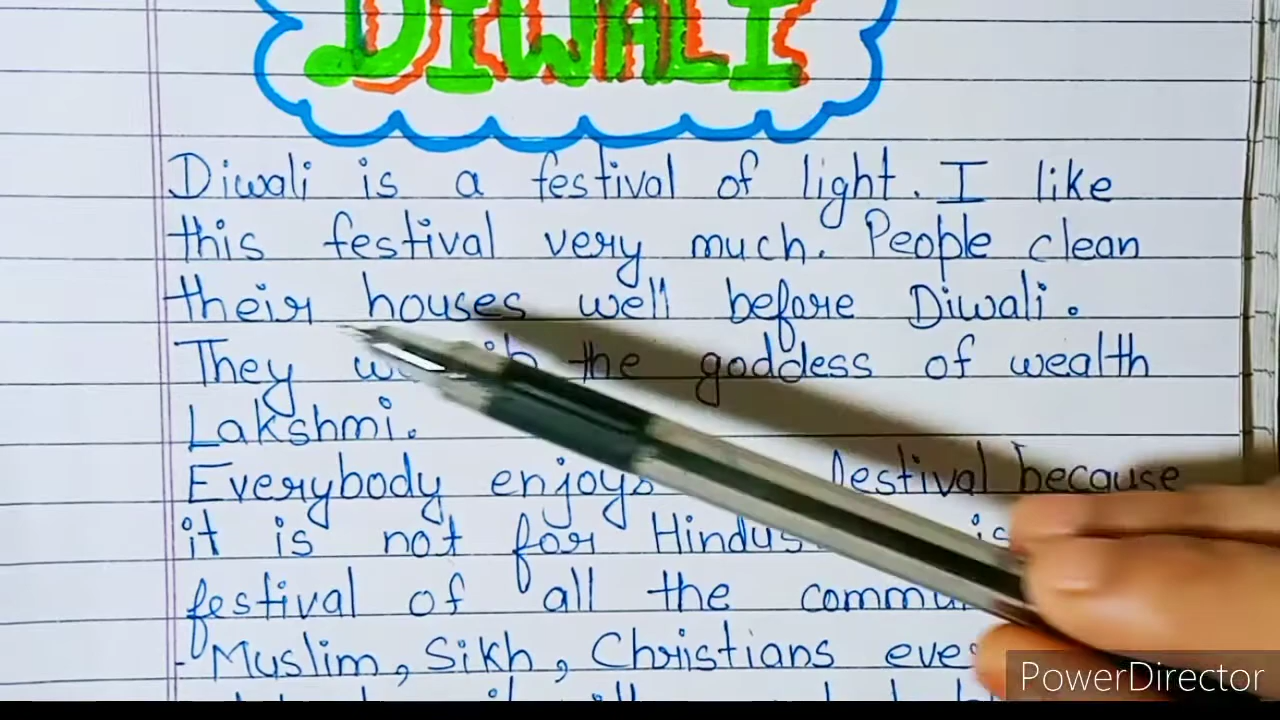 DIWALI
Diwali is a festival of light. I like
this festival very much. People clean
their houses well before Diwali.
They the goddess of wealth
Lakshmi.
Everybody enjoys festival because
it is not for Hindus is
festival of all the
Muslim, Sikh, Christians
PowerDirector